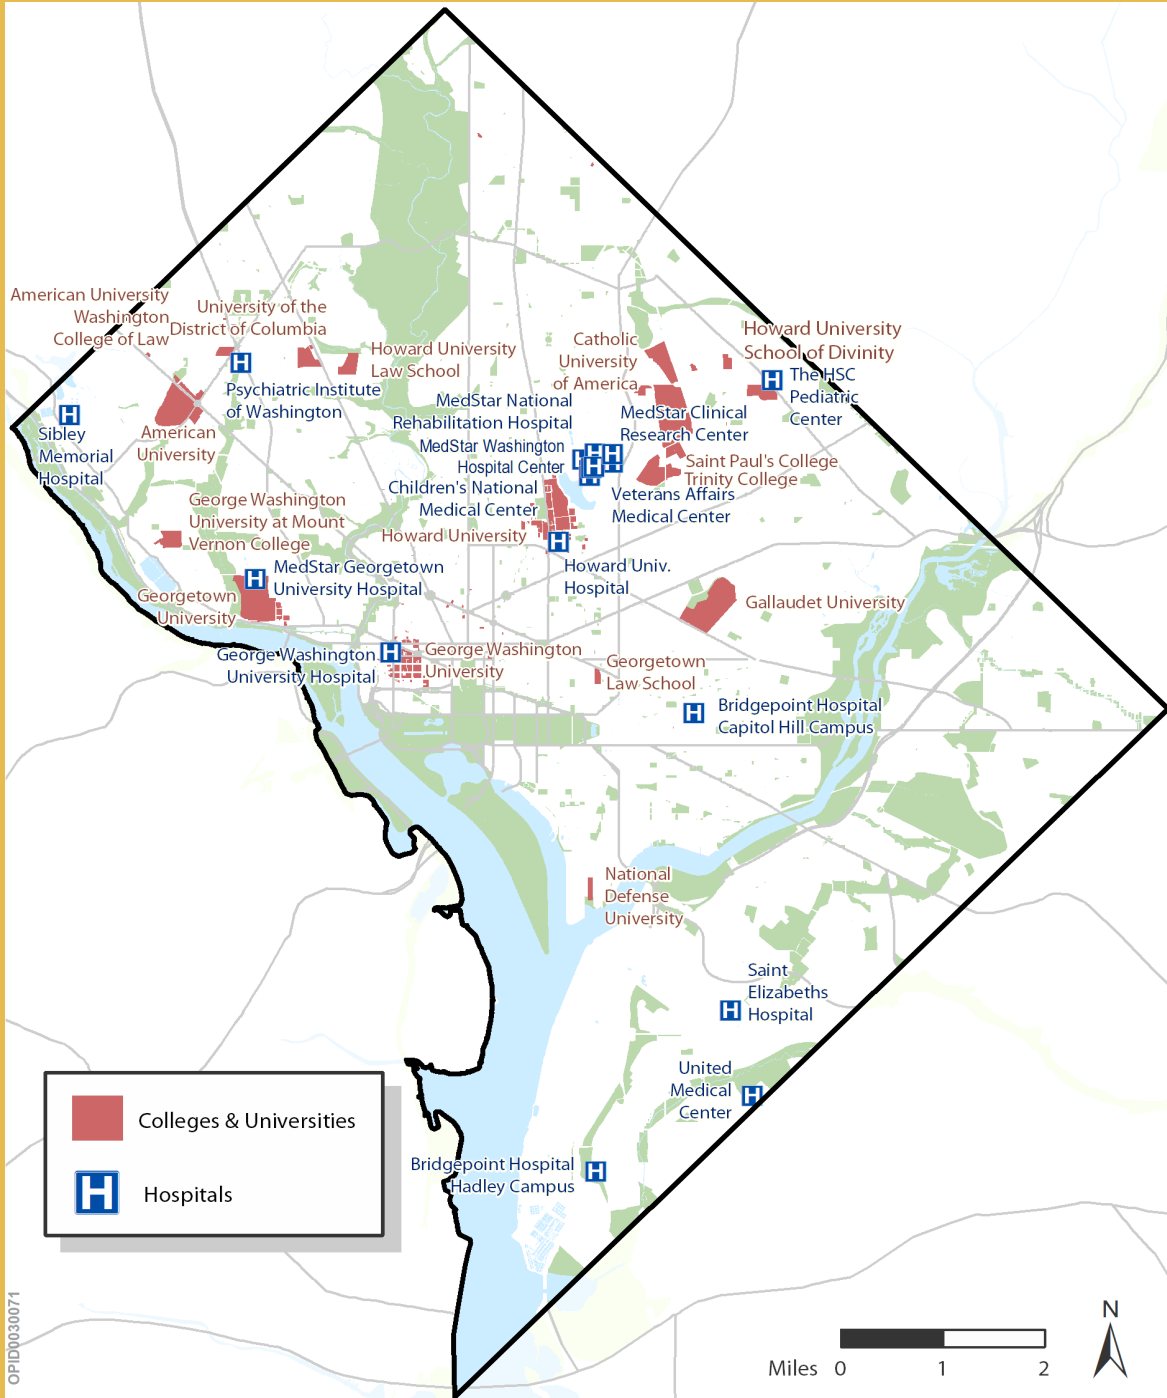 American University
Washington
College of Law
University of the
District of Columbia
Howard University
Law School
Catholic
University
of America
Howard University
School of Divinity
The HSC
Pediatric
Center
Psychiatric Institute
of Washington
MedStar National
Rehabilitation Hospital
MedStar Clinical
Research Center
Sibley
Memorial
Hospital
American
University
MedStar Washington
Hospital Center
Saint Paul's College
Trinity College
Children's National
Medical Center
Veterans Affairs
Medical Center
George Washington
University at Mount
Vernon College
Howard University
Howard Univ.
Hospital
MedStar Georgetown
University Hospital
Georgetown
University
Gallaudet University
George Washington
University Hospital
George Washington
University
Georgetown
Law School
Bridgepoint Hospital
Capitol Hill Campus
National
Defense
University
Saint
Elizabeths
Hospital
United
Medical
Center
Bridgepoint Hospital
Hadley Campus
Colleges & Universities
Hospitals
OPID0030071
N
Miles 0 1 2